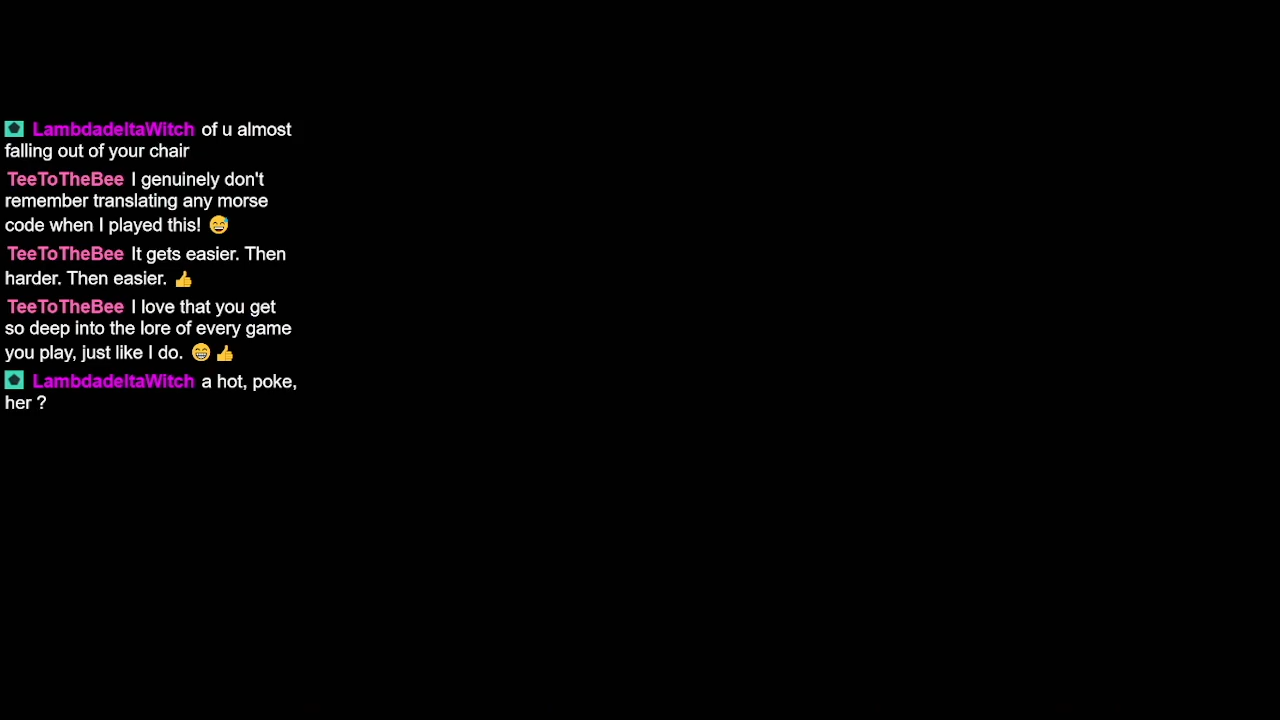 LambdadeltaWitch of u almost
falling out of your chair
TeeToTheBee I genuinely don't
remember translating any morse
code when I played this! 😅
TeeToTheBee It gets easier. Then
harder. Then easier. 👍
TeeToTheBee I love that you get
so deep into the lore of every game
you play, just like I do. 😁👍
LambdadeltaWitch a hot, poke,
her ?